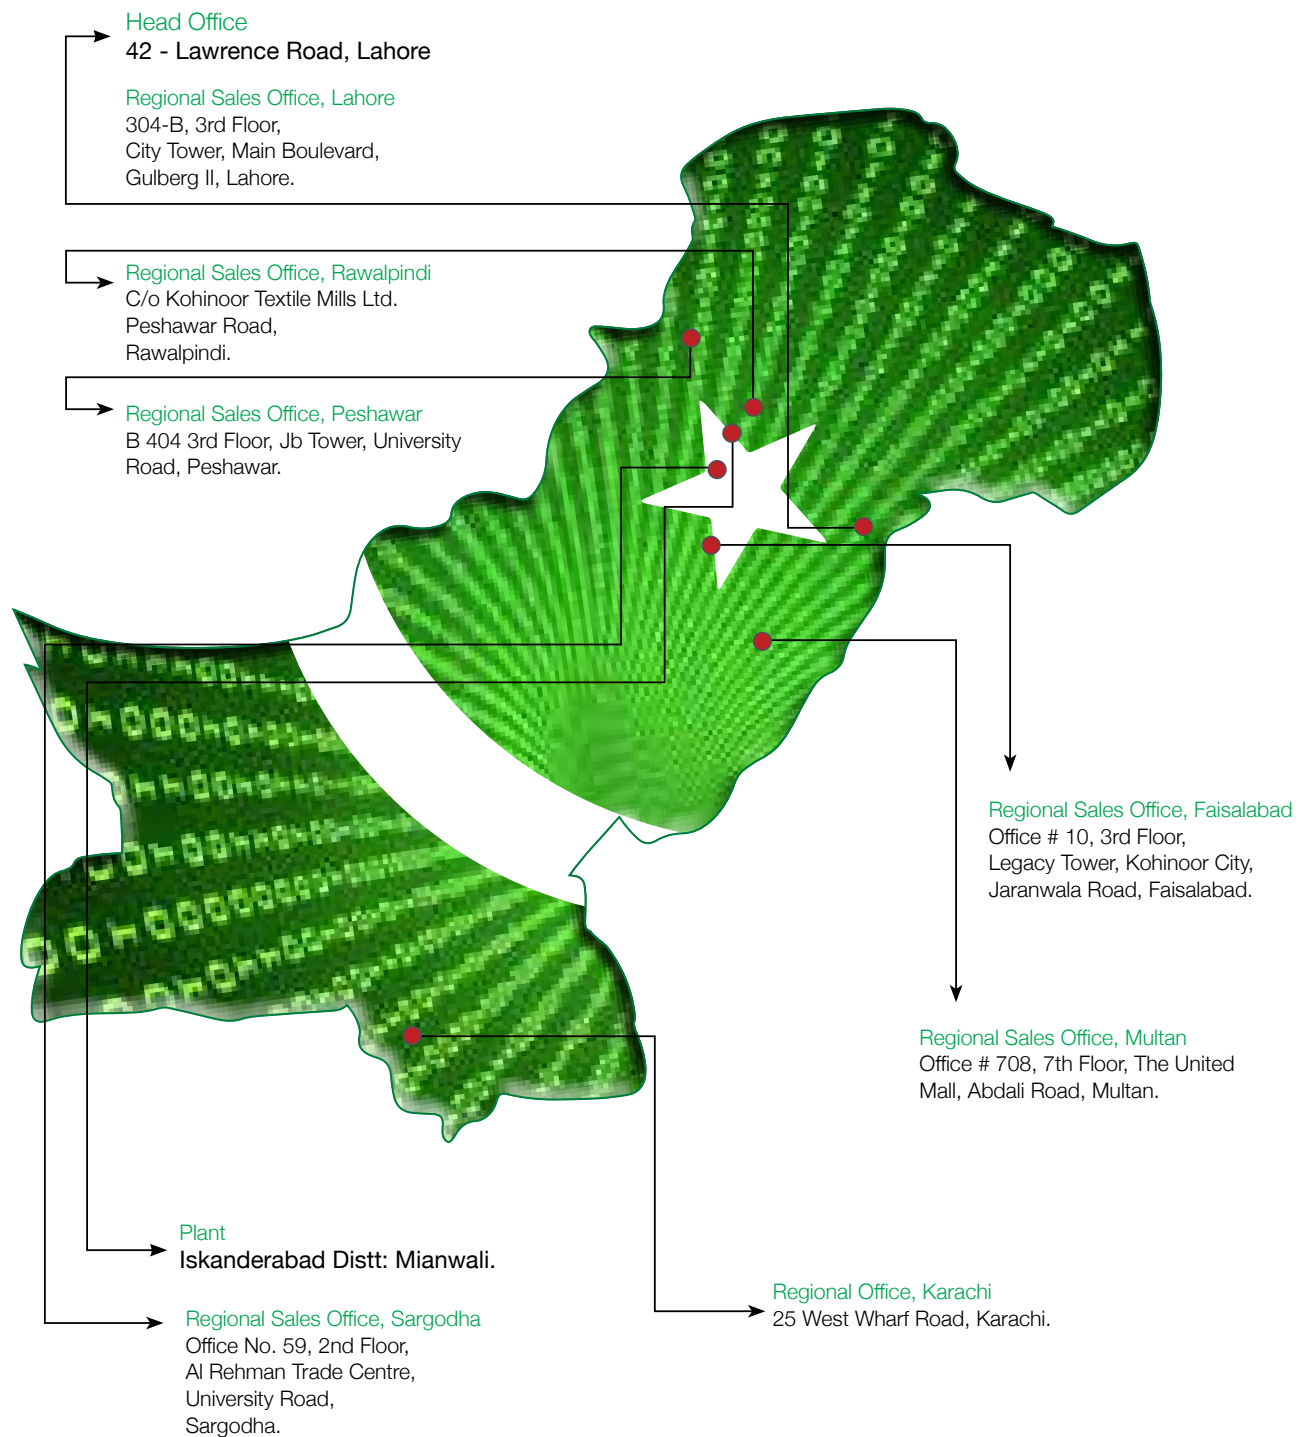 Head Office
42 - Lawrence Road, Lahore
Regional Sales Office, Lahore
304-B, 3rd Floor,
City Tower, Main Boulevard,
Gulberg II, Lahore.
Regional Sales Office, Rawalpindi
C/o Kohinoor Textile Mills Ltd.
Peshawar Road,
Rawalpindi.
Regional Sales Office, Peshawar
B 404 3rd Floor, Jb Tower, University
Road, Peshawar.
Regional Sales Office, Faisalabad
Office # 10, 3rd Floor,
Legacy Tower, Kohinoor City,
Jaranwala Road, Faisalabad.
Regional Sales Office, Multan
Office # 708, 7th Floor, The United
Mall, Abdali Road, Multan.
Plant
Iskanderabad Distt: Mianwali.
Regional Sales Office, Sargodha
Office No. 59, 2nd Floor,
Al Rehman Trade Centre,
University Road,
Sargodha.
Regional Office, Karachi
25 West Wharf Road, Karachi.